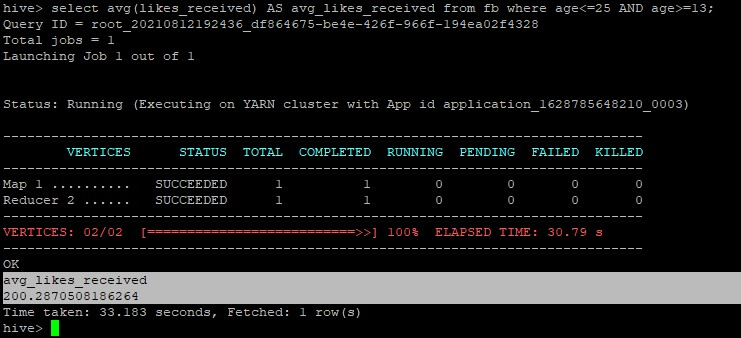 hive> select avg(likes_received) AS avg_likes_received from fb where age<=25 AND age>=13;
Query ID = root_20210812192436_df864675-be4e-426f-966f-194ea02f4328
Total jobs = 1
Launching Job 1 out of 1
Status: Running (Executing on YARN cluster with App id application_1628785648210_0003)
--------------------------------------------------------------------------------
VERTICES STATUS TOTAL COMPLETED RUNNING PENDING FAILED KILLED
--------------------------------------------------------------------------------
Map 1 .......... SUCCEEDED 1 1 0 0 0 0
Reducer 2 ...... SUCCEEDED 1 1 0 0 0 0
--------------------------------------------------------------------------------
VERTICES: 02/02 [==========================>>] 100% ELAPSED TIME: 30.79 s
--------------------------------------------------------------------------------
OK
avg_likes_received
200.2870508186264
Time taken: 33.183 seconds, Fetched: 1 row(s)
hive>